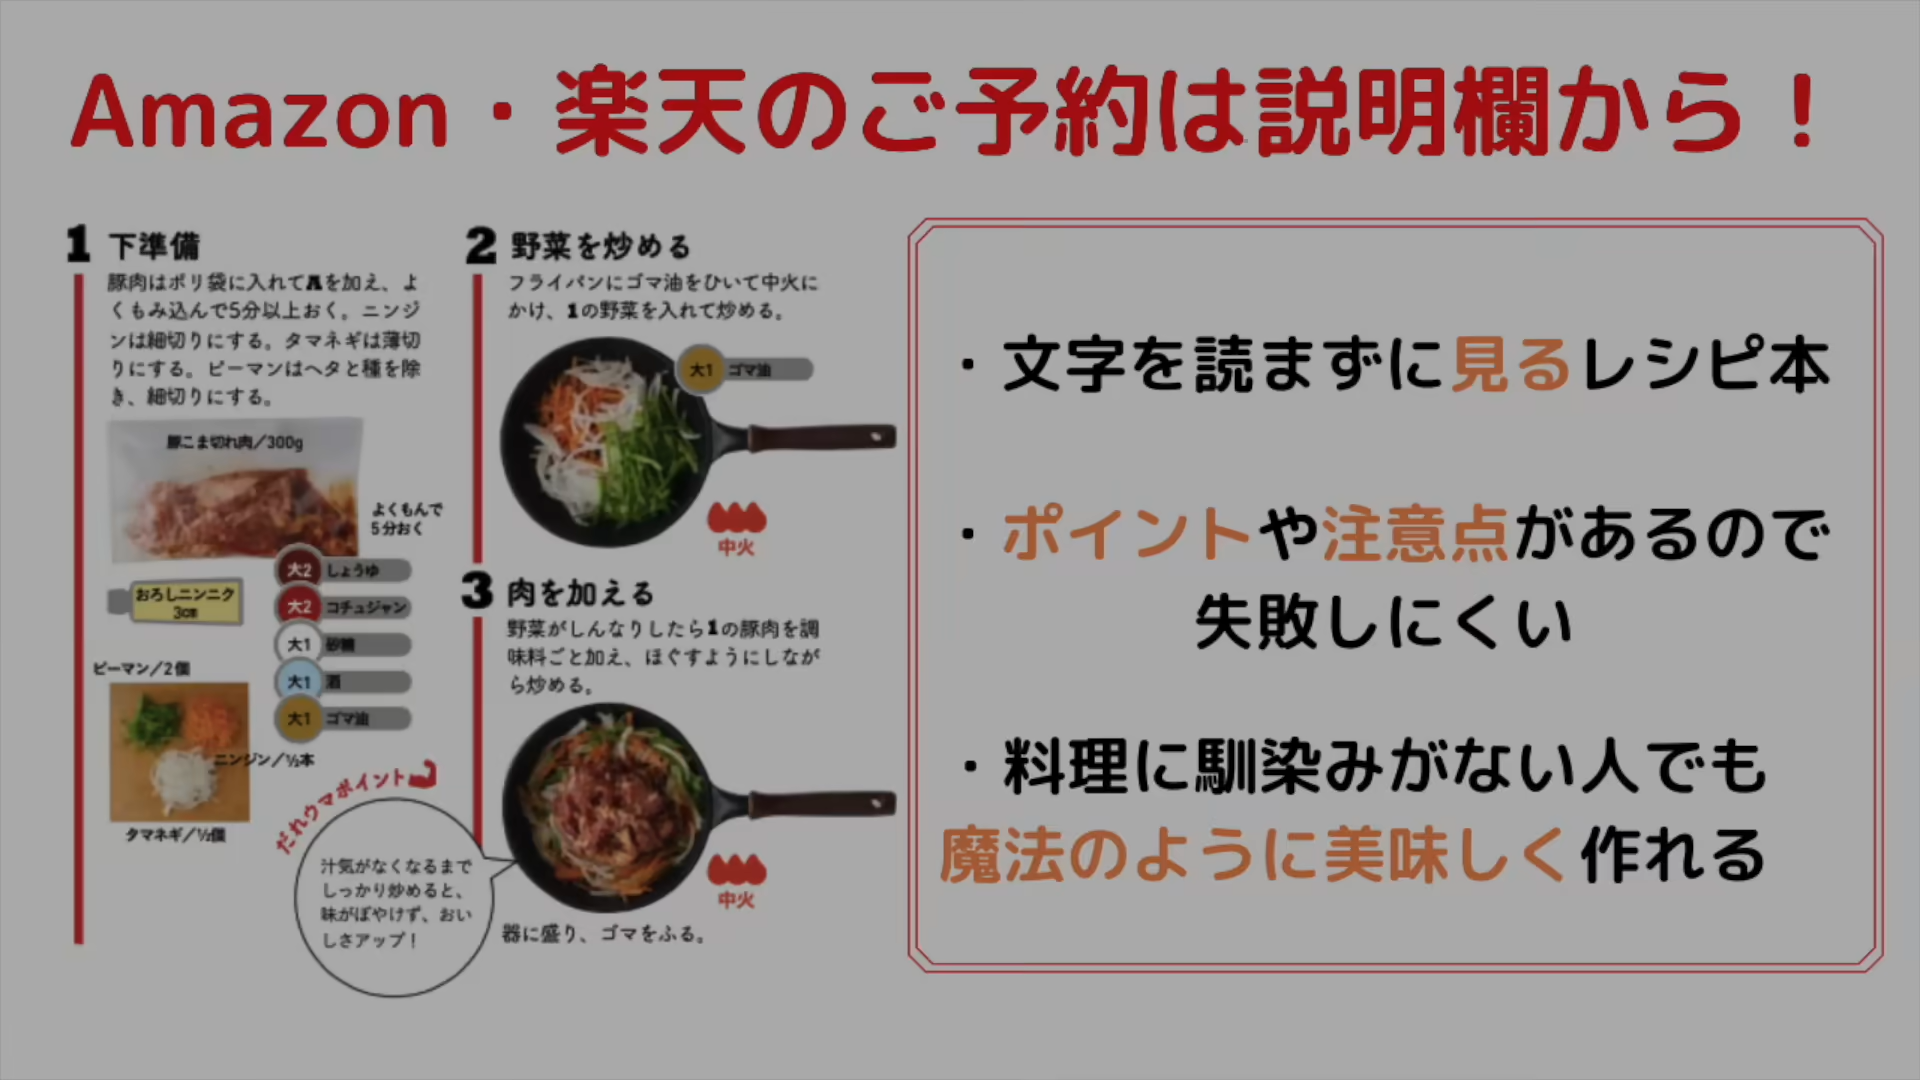 Amazon・楽天のご予約は説明欄から！
1 下準備
豚肉はポリ袋に入れてAを加え、よ
くもみ込んで5分以上おく。ニンジ
ンは細切りにする。タマネギは薄切
りにする。ピーマンはヘタと種を除
き、細切りにする。
豚こま切れ肉／300g
よくもんで
5分おく
大2 しょうゆ
大2 コチュジャン
大1 砂糖
大1 酒
大1 ゴマ油
おろしニンニク
3cm
ピーマン／2個
ニンジン／½本
タマネギ／½個
だれウマポイント
汁気がなくなるまで
しっかり炒めると、
味がぼやけず、おい
しさアップ！
2 野菜を炒める
フライパンにゴマ油をひいて中火に
かけ、1の野菜を入れて炒める。
大1 ゴマ油
中火
3 肉を加える
野菜がしんなりしたら1の豚肉を調
味料ごと加え、ほぐすようにしなが
ら炒める。
中火
器に盛り、ゴマをふる。
・文字を読まずに見るレシピ本
・ポイントや注意点があるので
失敗しにくい
・料理に馴染みがない人でも
魔法のように美味しく作れる